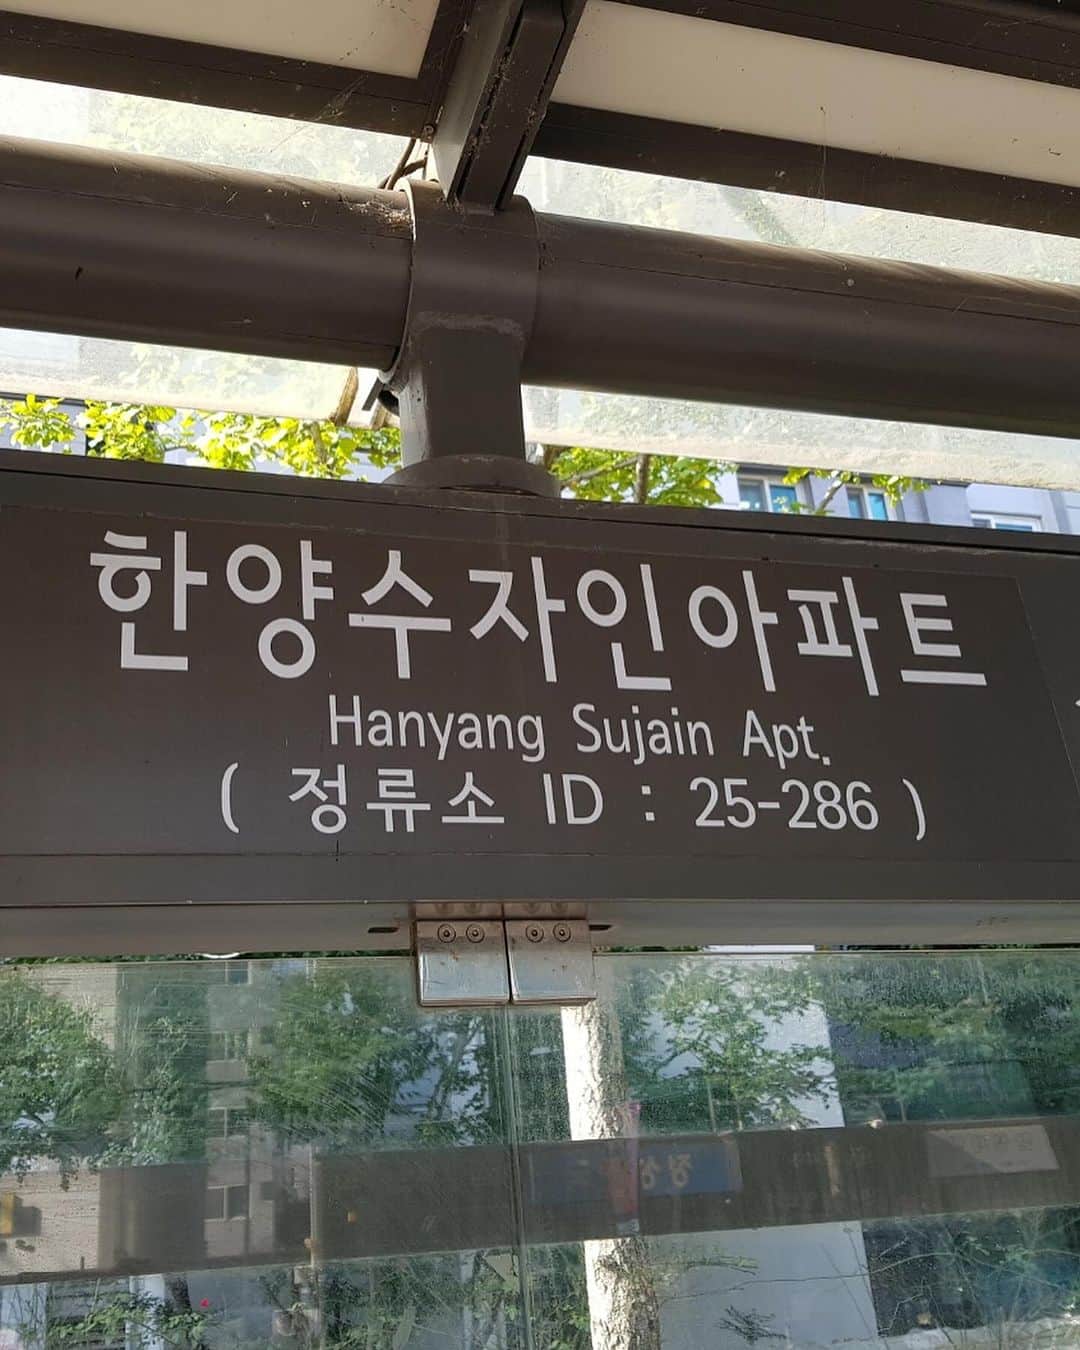 한양수자인아파트
Hanyang Sujain Apt.
( 정류소 ID : 25-286 )